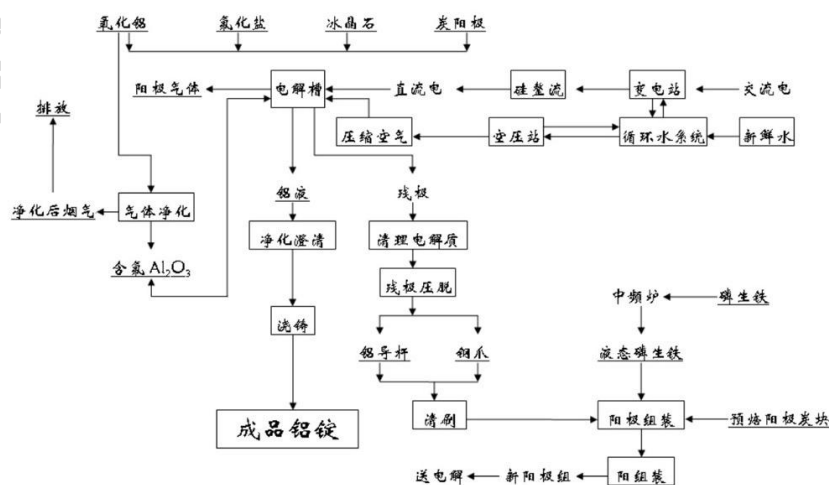 氧化铝 氟化盐 冰晶石 炭阳极
阳极气体 电解槽 直流电 硅整流 变电站 交流电
排放
压缩空气 空压站 循环水系统 新鲜水
铝液 残极
净化后烟气 气体净化
净化澄清 清理电解质
含氟Al₂O₃
残极压脱
中频炉 磷生铁
浇铸
铝导杆 钢爪 液态磷生铁
清刷 阳极组装 预焙阳极炭块
成品铝锭
送电解 新阳极组 阳组装